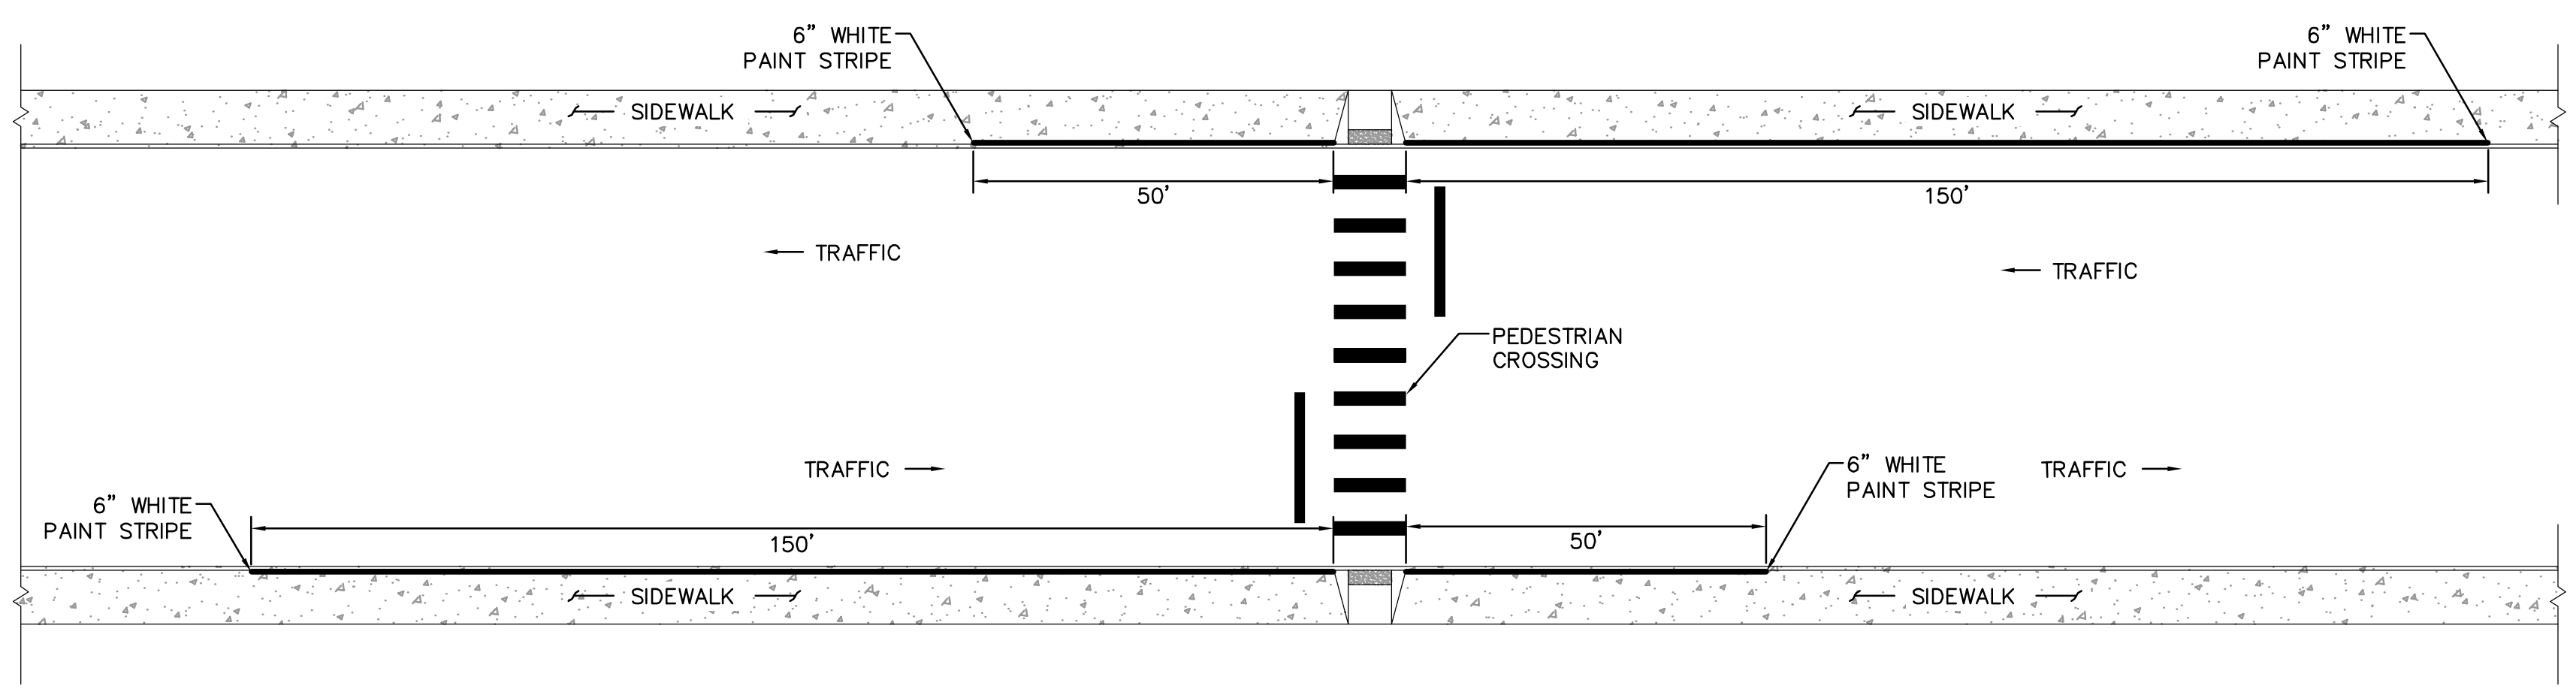 6” WHITE
PAINT STRIPE
6” WHITE
PAINT STRIPE
SIDEWALK
SIDEWALK
50’
150’
TRAFFIC
TRAFFIC
PEDESTRIAN
CROSSING
TRAFFIC
6” WHITE
PAINT STRIPE
TRAFFIC
6” WHITE
PAINT STRIPE
150’
50’
SIDEWALK
SIDEWALK